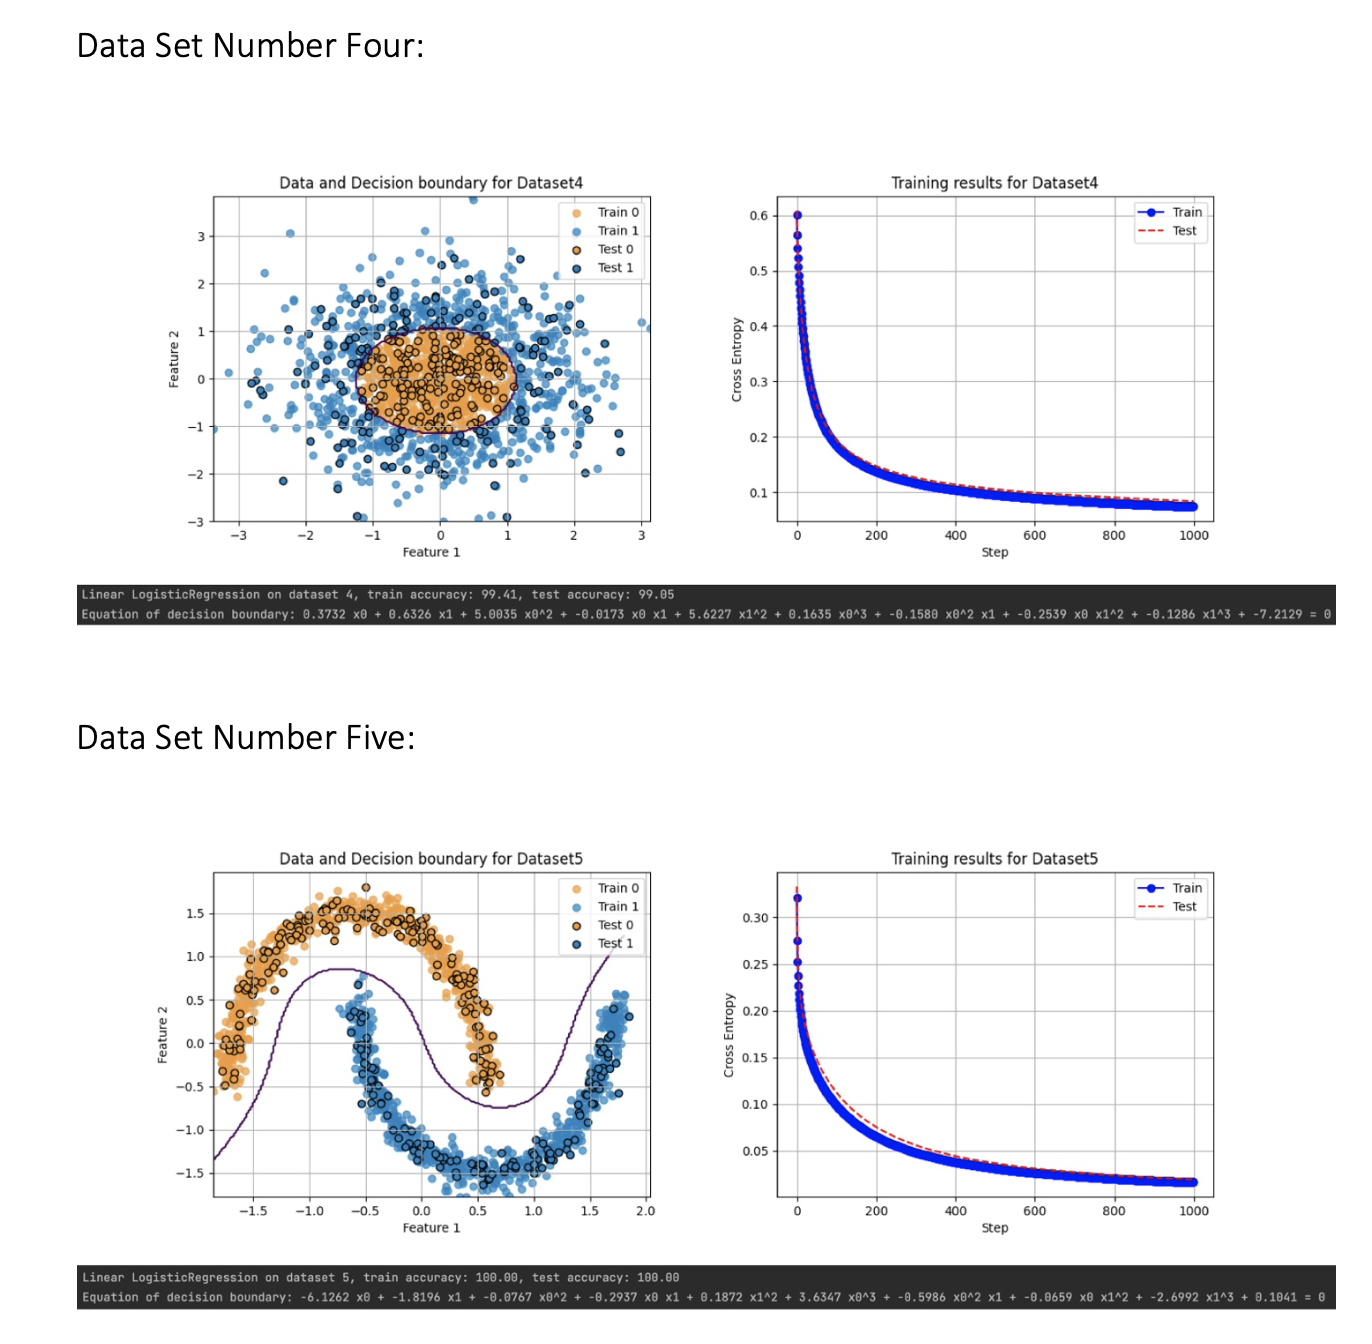 Data Set Number Four:
Data and Decision boundary for Dataset4
Train 0
Train 1
Test 0
Test 1
Feature 2
3
2
1
0
−1
−2
−3
−3
−2
−1
0
1
2
3
Feature 1
Training results for Dataset4
Train
Test
Cross Entropy
0.6
0.5
0.4
0.3
0.2
0.1
0
200
400
600
800
1000
Step
Linear LogisticRegression on dataset 4, train accuracy: 99.41, test accuracy: 99.05
Equation of decision boundary: 0.3732 x0 + 0.6326 x1 + 5.0035 x0^2 + -0.0173 x0 x1 + 5.6227 x1^2 + 0.1635 x0^3 + -0.1580 x0^2 x1 + -0.2539 x0 x1^2 + -0.1286 x1^3 + -7.2129 = 0
Data Set Number Five:
Data and Decision boundary for Dataset5
Train 0
Train 1
Test 0
Test 1
Feature 2
1.5
1.0
0.5
0.0
−0.5
−1.0
−1.5
−1.5
−1.0
−0.5
0.0
0.5
1.0
1.5
2.0
Feature 1
Training results for Dataset5
Train
Test
Cross Entropy
0.30
0.25
0.20
0.15
0.10
0.05
0
200
400
600
800
1000
Step
Linear LogisticRegression on dataset 5, train accuracy: 100.00, test accuracy: 100.00
Equation of decision boundary: -6.1262 x0 + -1.8196 x1 + -0.0767 x0^2 + -0.2937 x0 x1 + 0.1872 x1^2 + 3.6347 x0^3 + -0.5986 x0^2 x1 + -0.0659 x0 x1^2 + -2.6992 x1^3 + 0.1041 = 0